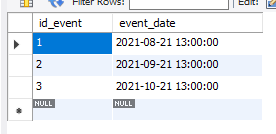 Filter Rows: Edit:
id_event event_date
1 2021-08-21 13:00:00
2 2021-09-21 13:00:00
3 2021-10-21 13:00:00
NULL NULL